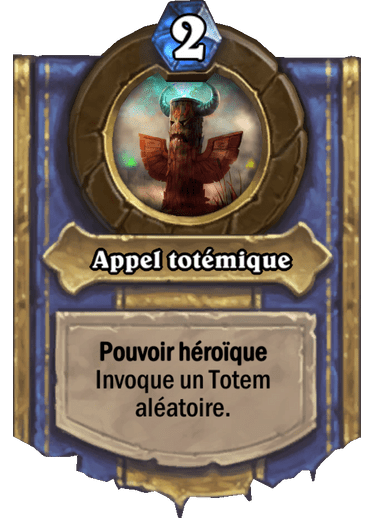 2
Appel totémique
Pouvoir héroïque
Invoque un Totem
aléatoire.